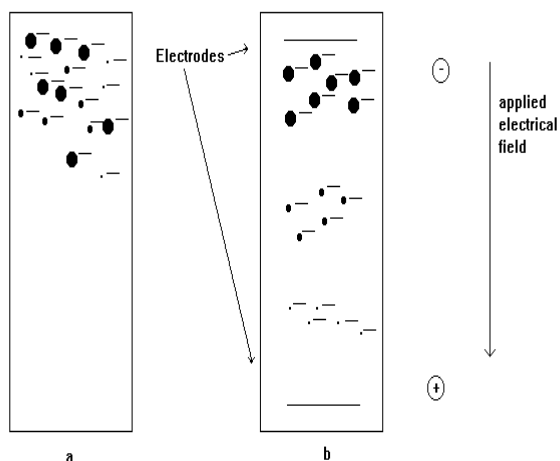 Electrodes
-
applied
electrical
field
+
a
b